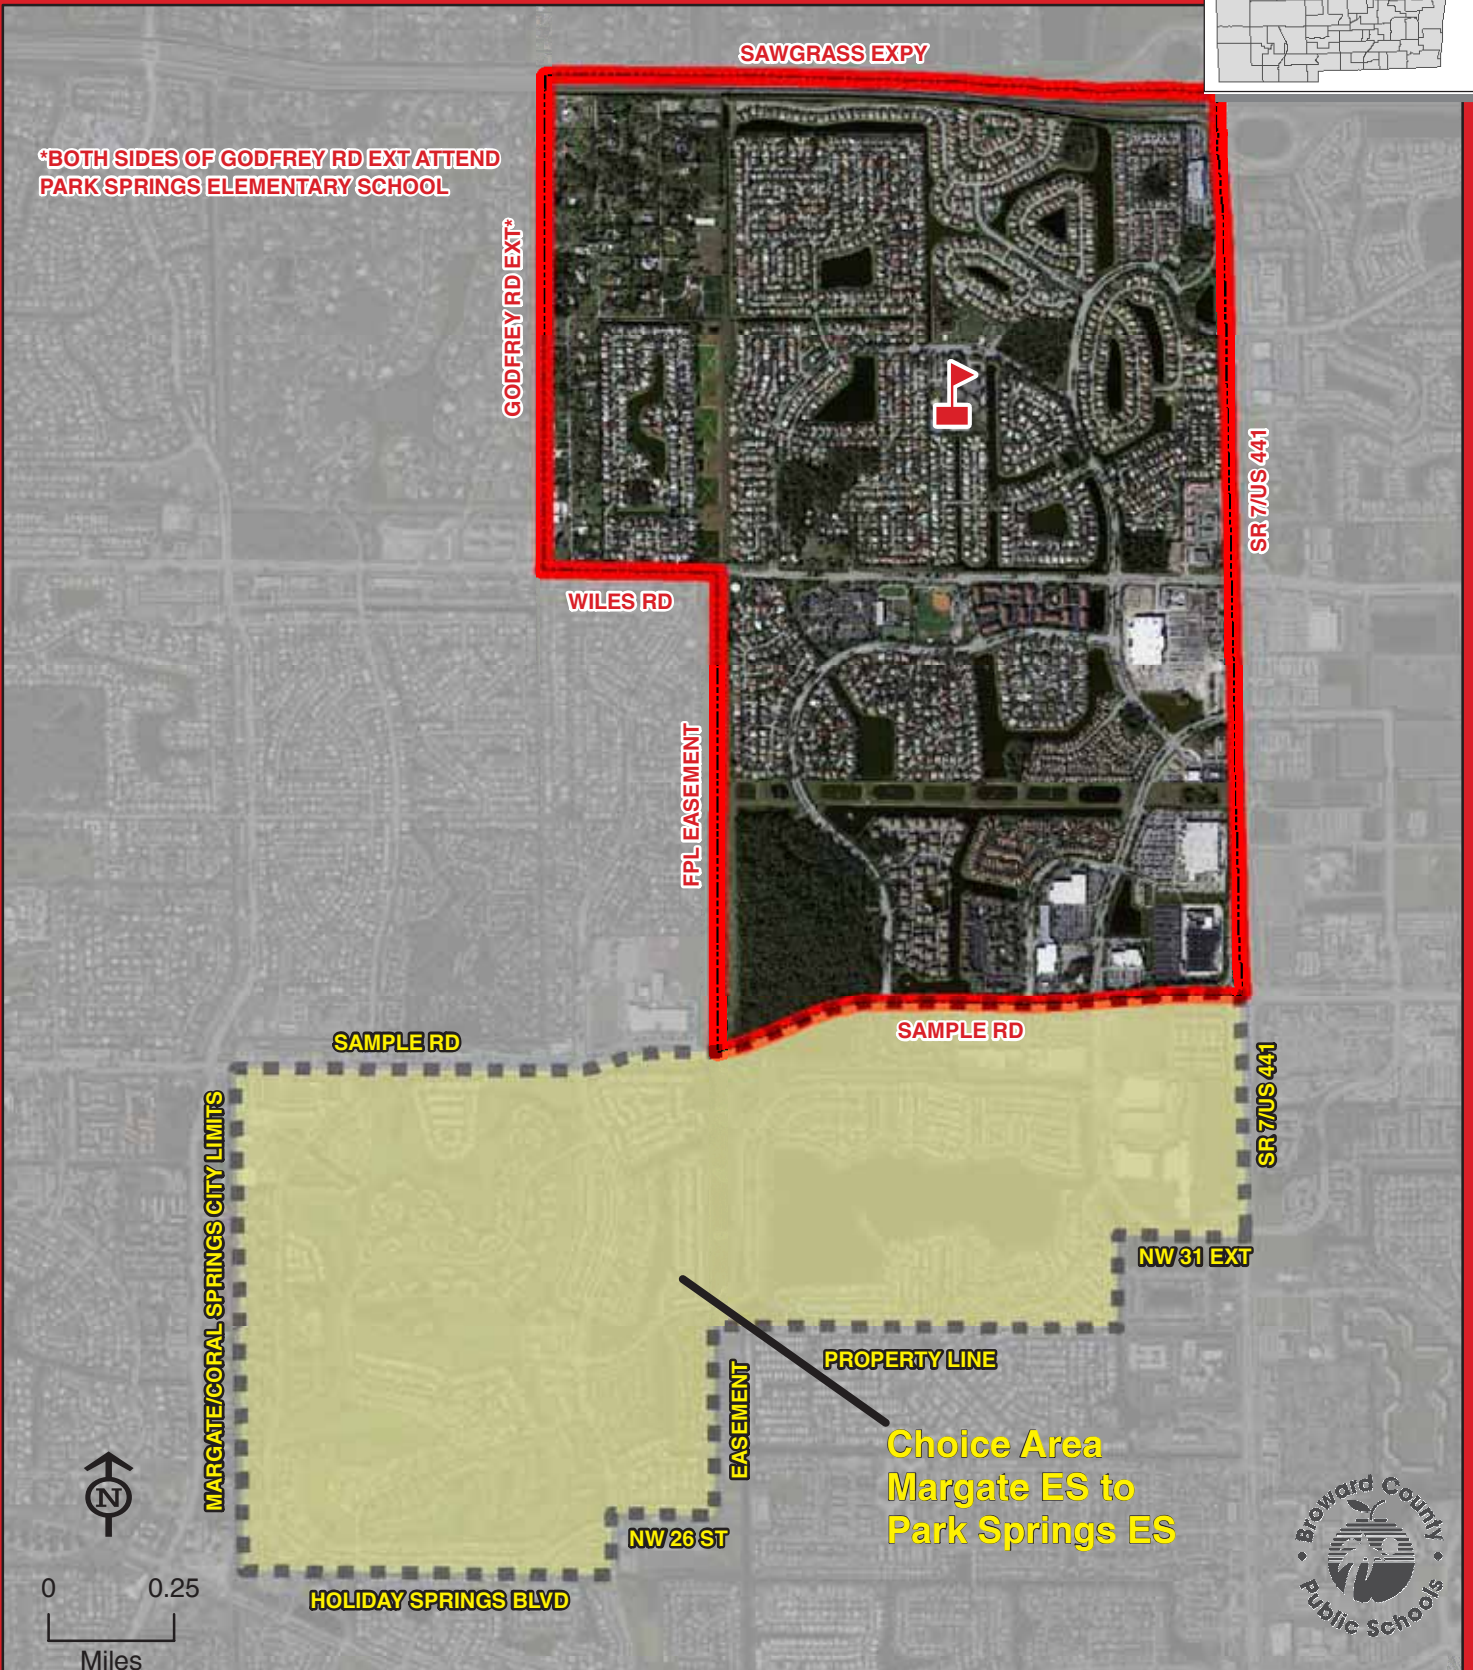 SAWGRASS EXPY
*BOTH SIDES OF GODFREY RD EXT ATTEND
PARK SPRINGS ELEMENTARY SCHOOL
GODFREY RD EXT*
SR 7/US 441
WILES RD
FPL EASEMENT
SAMPLE RD
SAMPLE RD
MARGATE/CORAL SPRINGS CITY LIMITS
SR 7/US 441
NW 31 EXT
PROPERTY LINE
EASEMENT
Choice Area
Margate ES to
Park Springs ES
NW 26 ST
HOLIDAY SPRINGS BLVD
N
0 0.25
Miles
Broward County
Public Schools